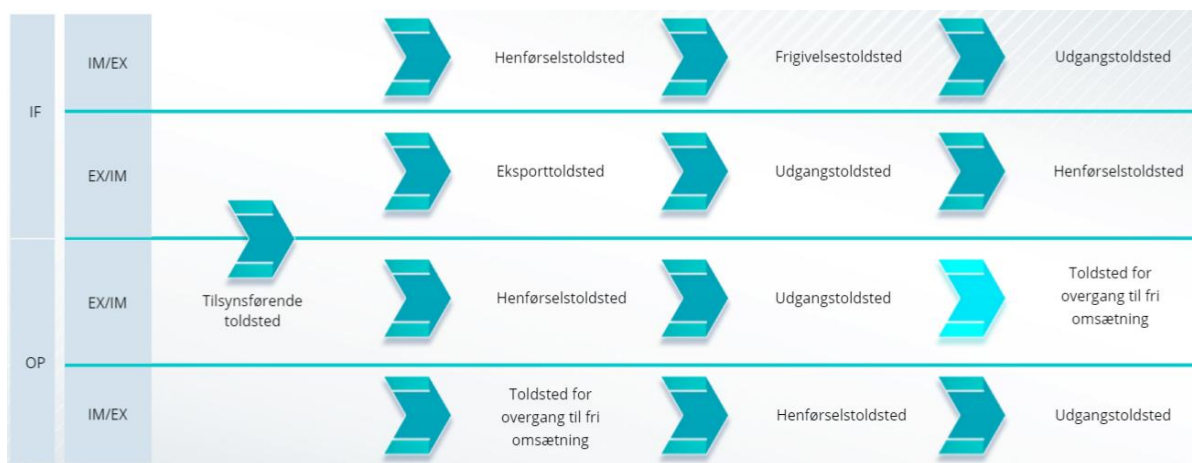 IF
IM/EX
Henførselstoldsted
Frigivelsestoldsted
Udgangstoldsted
EX/IM
Eksporttoldsted
Udgangstoldsted
Henførselstoldsted
Tilsynsførende
toldsted
OP
EX/IM
Henførselstoldsted
Udgangstoldsted
Toldsted for
overgang til fri
omsætning
IM/EX
Toldsted for
overgang til fri
omsætning
Henførselstoldsted
Udgangstoldsted